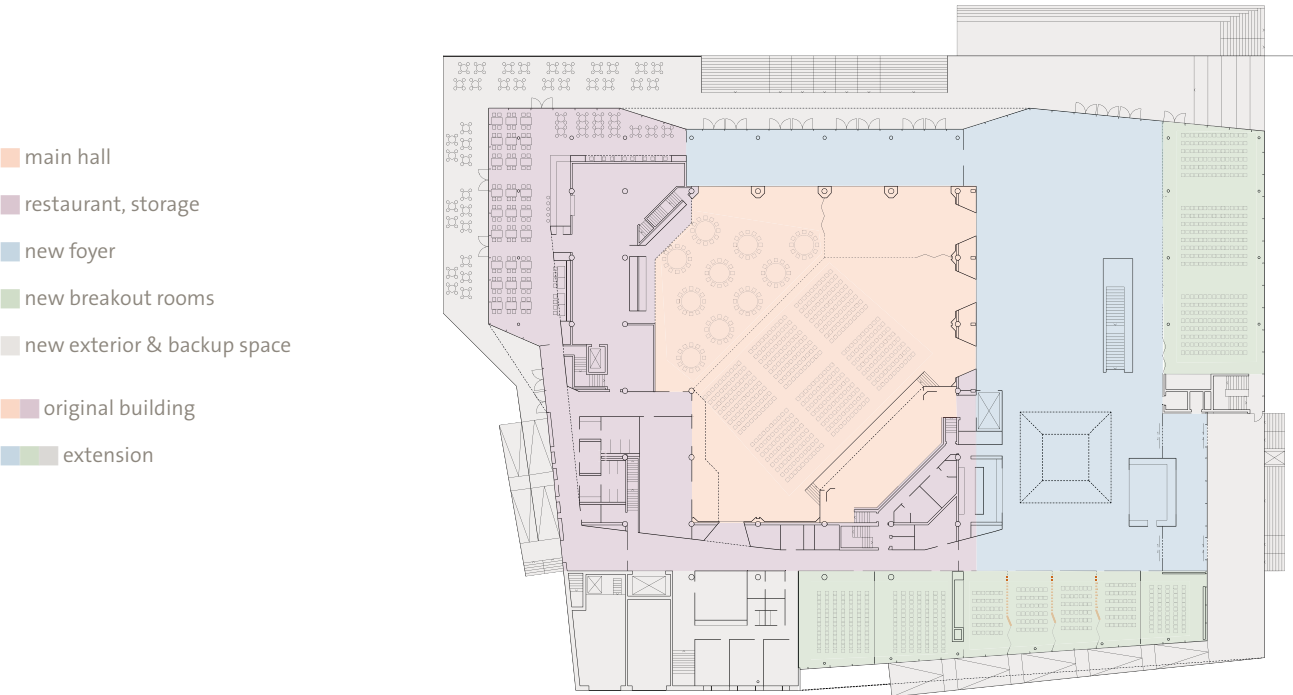 main hall
restaurant, storage
new foyer
new breakout rooms
new exterior & backup space
original building
extension